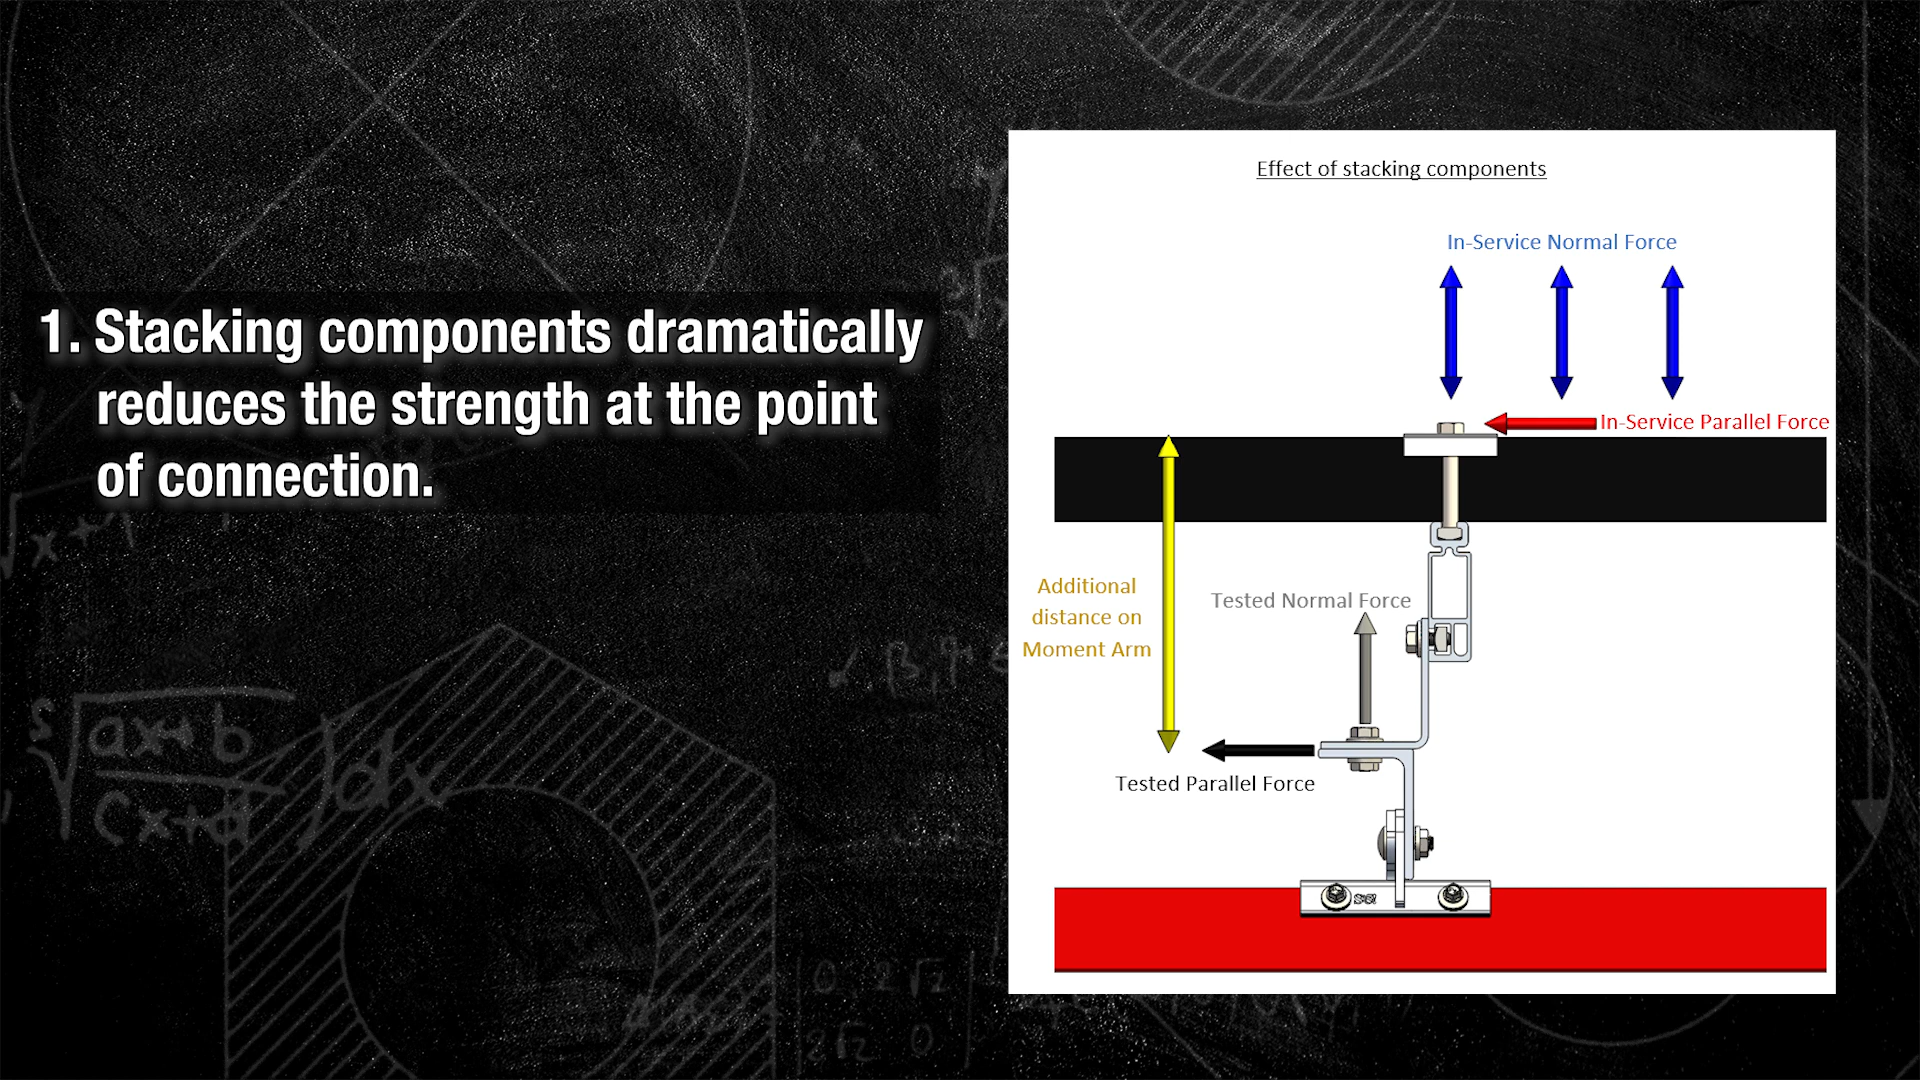 1. Stacking components dramatically
reduces the strength at the point
of connection.
Effect of stacking components
In-Service Normal Force
In-Service Parallel Force
Additional
distance on
Moment Arm
Tested Normal Force
Tested Parallel Force